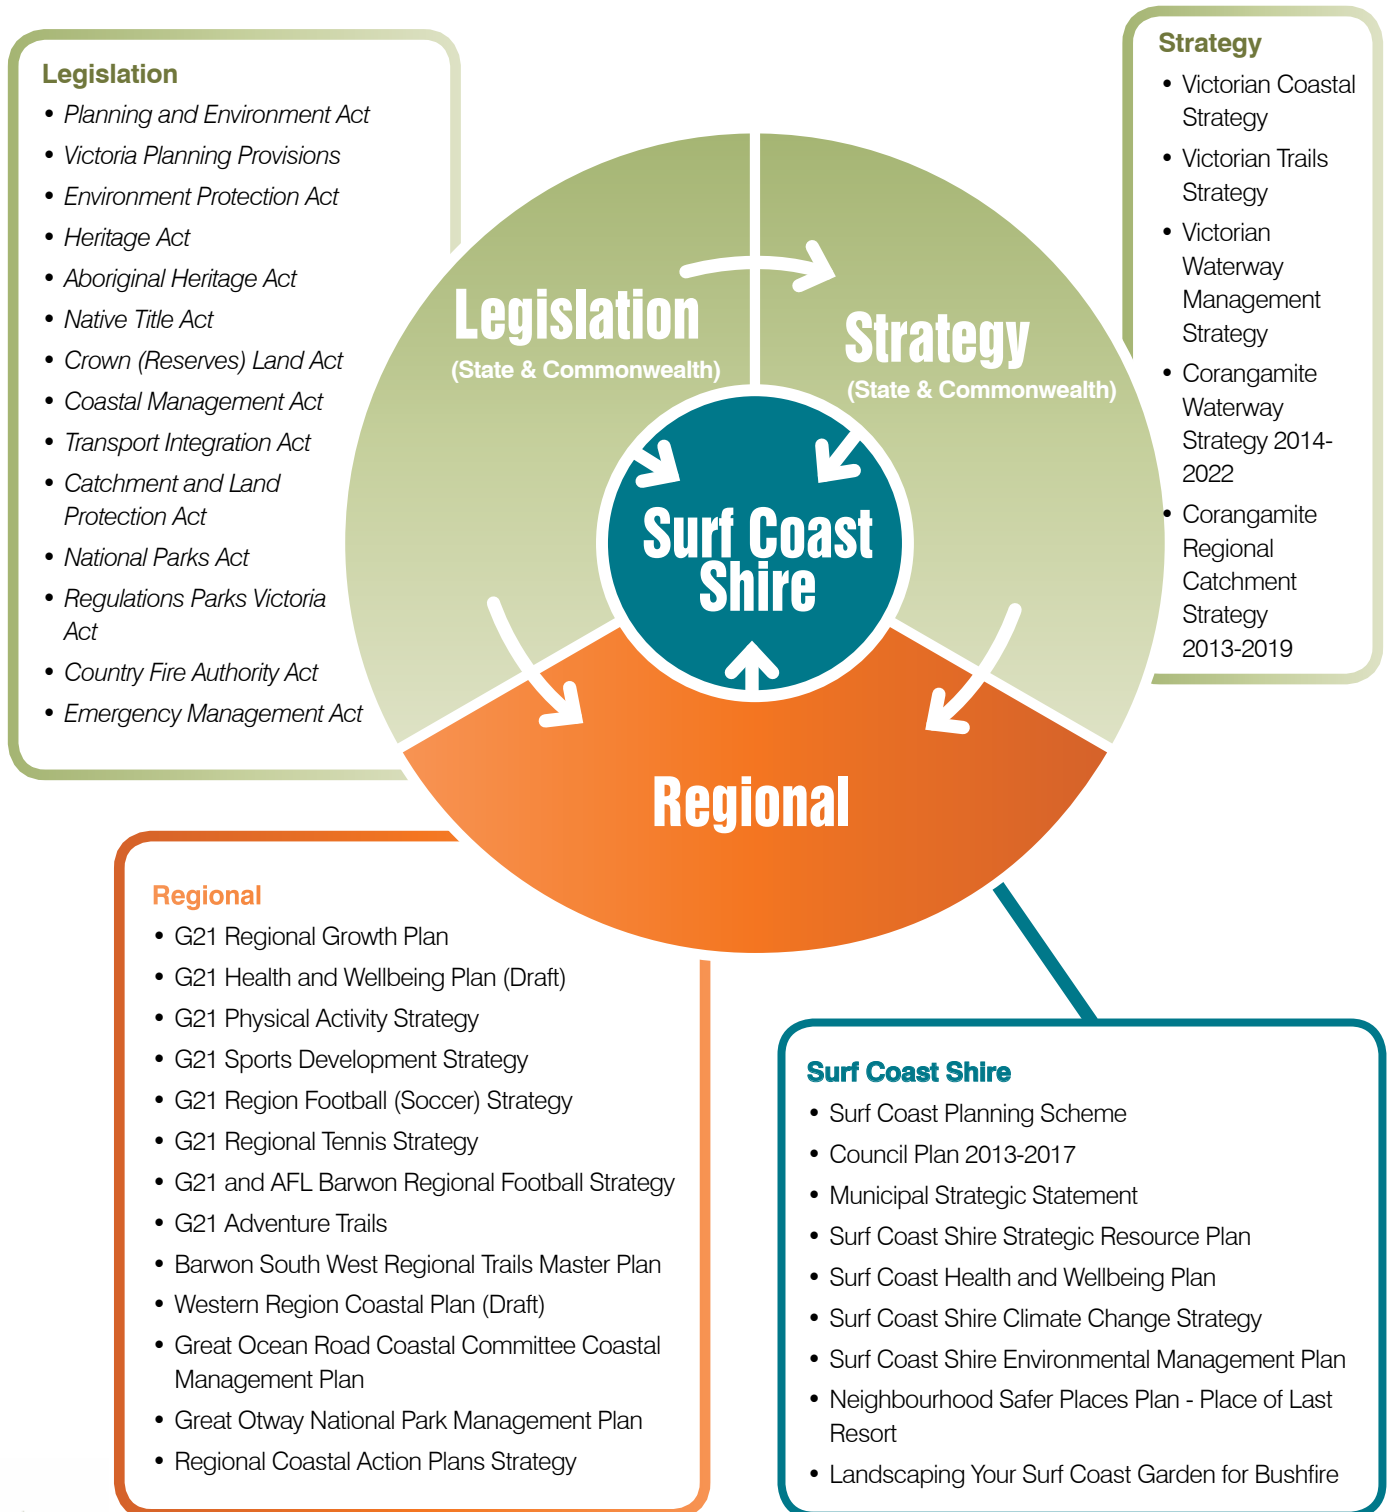 Legislation
• Planning and Environment Act
• Victoria Planning Provisions
• Environment Protection Act
• Heritage Act
• Aboriginal Heritage Act
• Native Title Act
• Crown (Reserves) Land Act
• Coastal Management Act
• Transport Integration Act
• Catchment and Land
Protection Act
• National Parks Act
• Regulations Parks Victoria
Act
• Country Fire Authority Act
• Emergency Management Act
Strategy
• Victorian Coastal
Strategy
• Victorian Trails
Strategy
• Victorian
Waterway
Management
Strategy
• Corangamite
Waterway
Strategy 2014-
2022
• Corangamite
Regional
Catchment
Strategy
2013-2019
Legislation
(State & Commonwealth)
Strategy
(State & Commonwealth)
Surf Coast
Shire
Regional
Regional
• G21 Regional Growth Plan
• G21 Health and Wellbeing Plan (Draft)
• G21 Physical Activity Strategy
• G21 Sports Development Strategy
• G21 Region Football (Soccer) Strategy
• G21 Regional Tennis Strategy
• G21 and AFL Barwon Regional Football Strategy
• G21 Adventure Trails
• Barwon South West Regional Trails Master Plan
• Western Region Coastal Plan (Draft)
• Great Ocean Road Coastal Committee Coastal
Management Plan
• Great Otway National Park Management Plan
• Regional Coastal Action Plans Strategy
Surf Coast Shire
• Surf Coast Planning Scheme
• Council Plan 2013-2017
• Municipal Strategic Statement
• Surf Coast Shire Strategic Resource Plan
• Surf Coast Health and Wellbeing Plan
• Surf Coast Shire Climate Change Strategy
• Surf Coast Shire Environmental Management Plan
• Neighbourhood Safer Places Plan - Place of Last
Resort
• Landscaping Your Surf Coast Garden for Bushfire